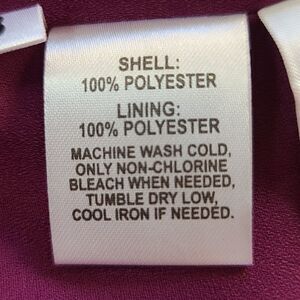 SHELL:
100% POLYESTER
LINING:
100% POLYESTER
MACHINE WASH COLD,
ONLY NON-CHLORINE
BLEACH WHEN NEEDED,
TUMBLE DRY LOW,
COOL IRON IF NEEDED.